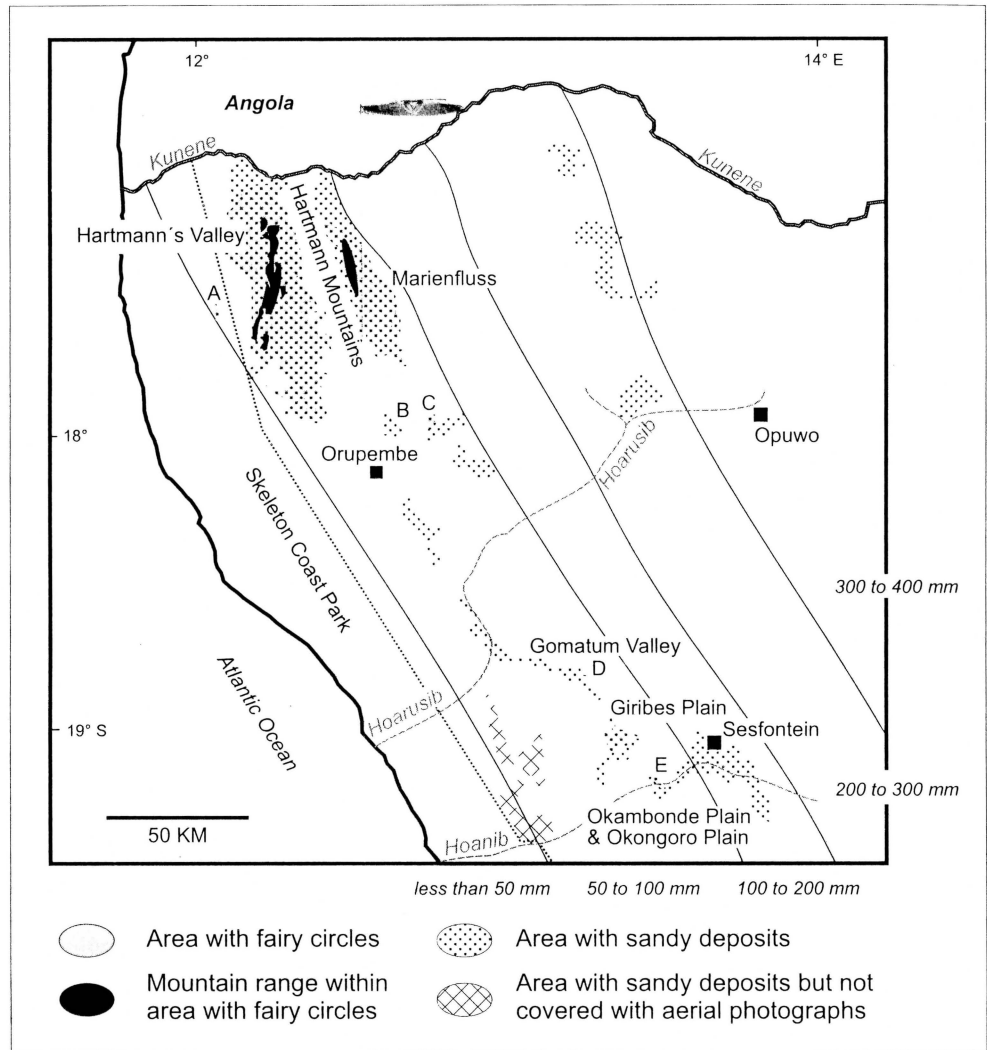 12°
14° E
Angola
Kunene
Kunene
Hartmann´s Valley
Hartmann Mountains
Marienfluss
A
B
C
18°
Orupembe
Opuwo
Hoarusib
Skeleton Coast Park
300 to 400 mm
Gomatum Valley
D
Atlantic Ocean
Hoarusib
Giribes Plain
19° S
Sesfontein
E
200 to 300 mm
50 KM
Okambonde Plain
& Okongoro Plain
Hoanib
less than 50 mm
50 to 100 mm
100 to 200 mm
Area with fairy circles
Area with sandy deposits
Mountain range within
area with fairy circles
Area with sandy deposits but not
covered with aerial photographs